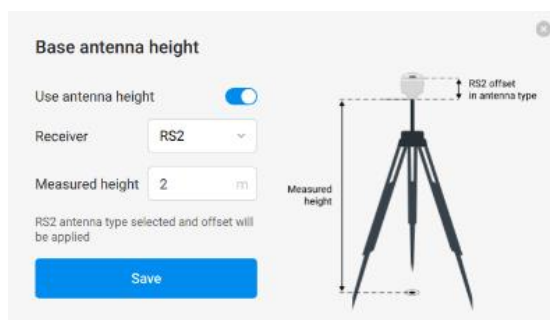 Base antenna height
Use antenna height
Receiver
RS2
Measured height
2
m
RS2 antenna type selected and offset will
be applied
Save
RS2 offset
in antenna type
Measured
height